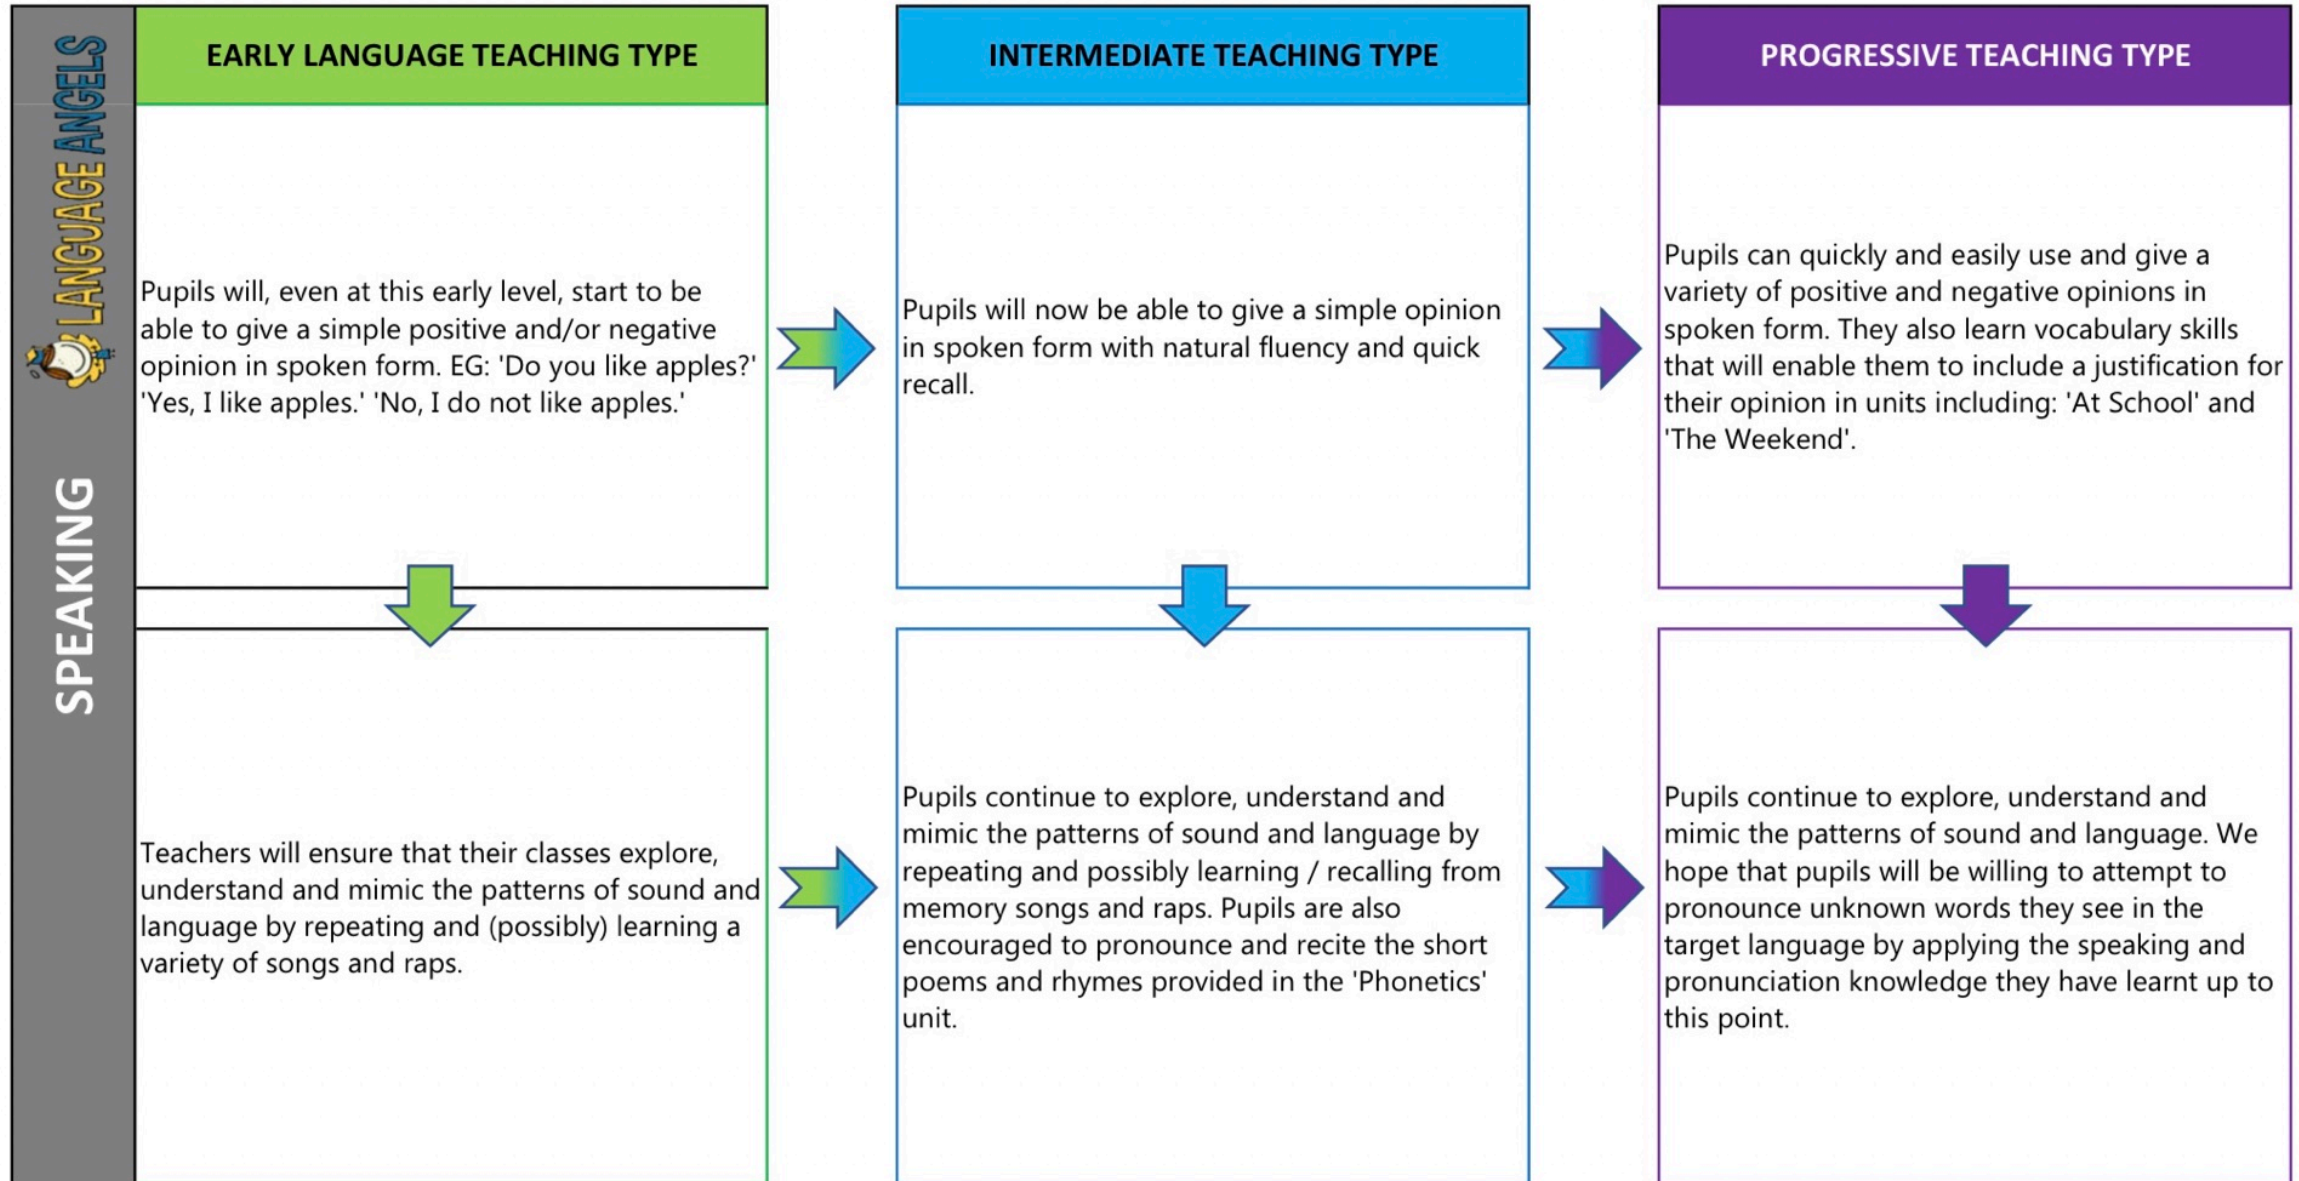 LANGUAGE ANGELS
SPEAKING
EARLY LANGUAGE TEACHING TYPE
INTERMEDIATE TEACHING TYPE
PROGRESSIVE TEACHING TYPE
Pupils will, even at this early level, start to be
able to give a simple positive and/or negative
opinion in spoken form. EG: 'Do you like apples?'
'Yes, I like apples.' 'No, I do not like apples.'
Pupils will now be able to give a simple opinion
in spoken form with natural fluency and quick
recall.
Pupils can quickly and easily use and give a
variety of positive and negative opinions in
spoken form. They also learn vocabulary skills
that will enable them to include a justification for
their opinion in units including: 'At School' and
'The Weekend'.
Teachers will ensure that their classes explore,
understand and mimic the patterns of sound and
language by repeating and (possibly) learning a
variety of songs and raps.
Pupils continue to explore, understand and
mimic the patterns of sound and language by
repeating and possibly learning / recalling from
memory songs and raps. Pupils are also
encouraged to pronounce and recite the short
poems and rhymes provided in the 'Phonetics'
unit.
Pupils continue to explore, understand and
mimic the patterns of sound and language. We
hope that pupils will be willing to attempt to
pronounce unknown words they see in the
target language by applying the speaking and
pronunciation knowledge they have learnt up to
this point.